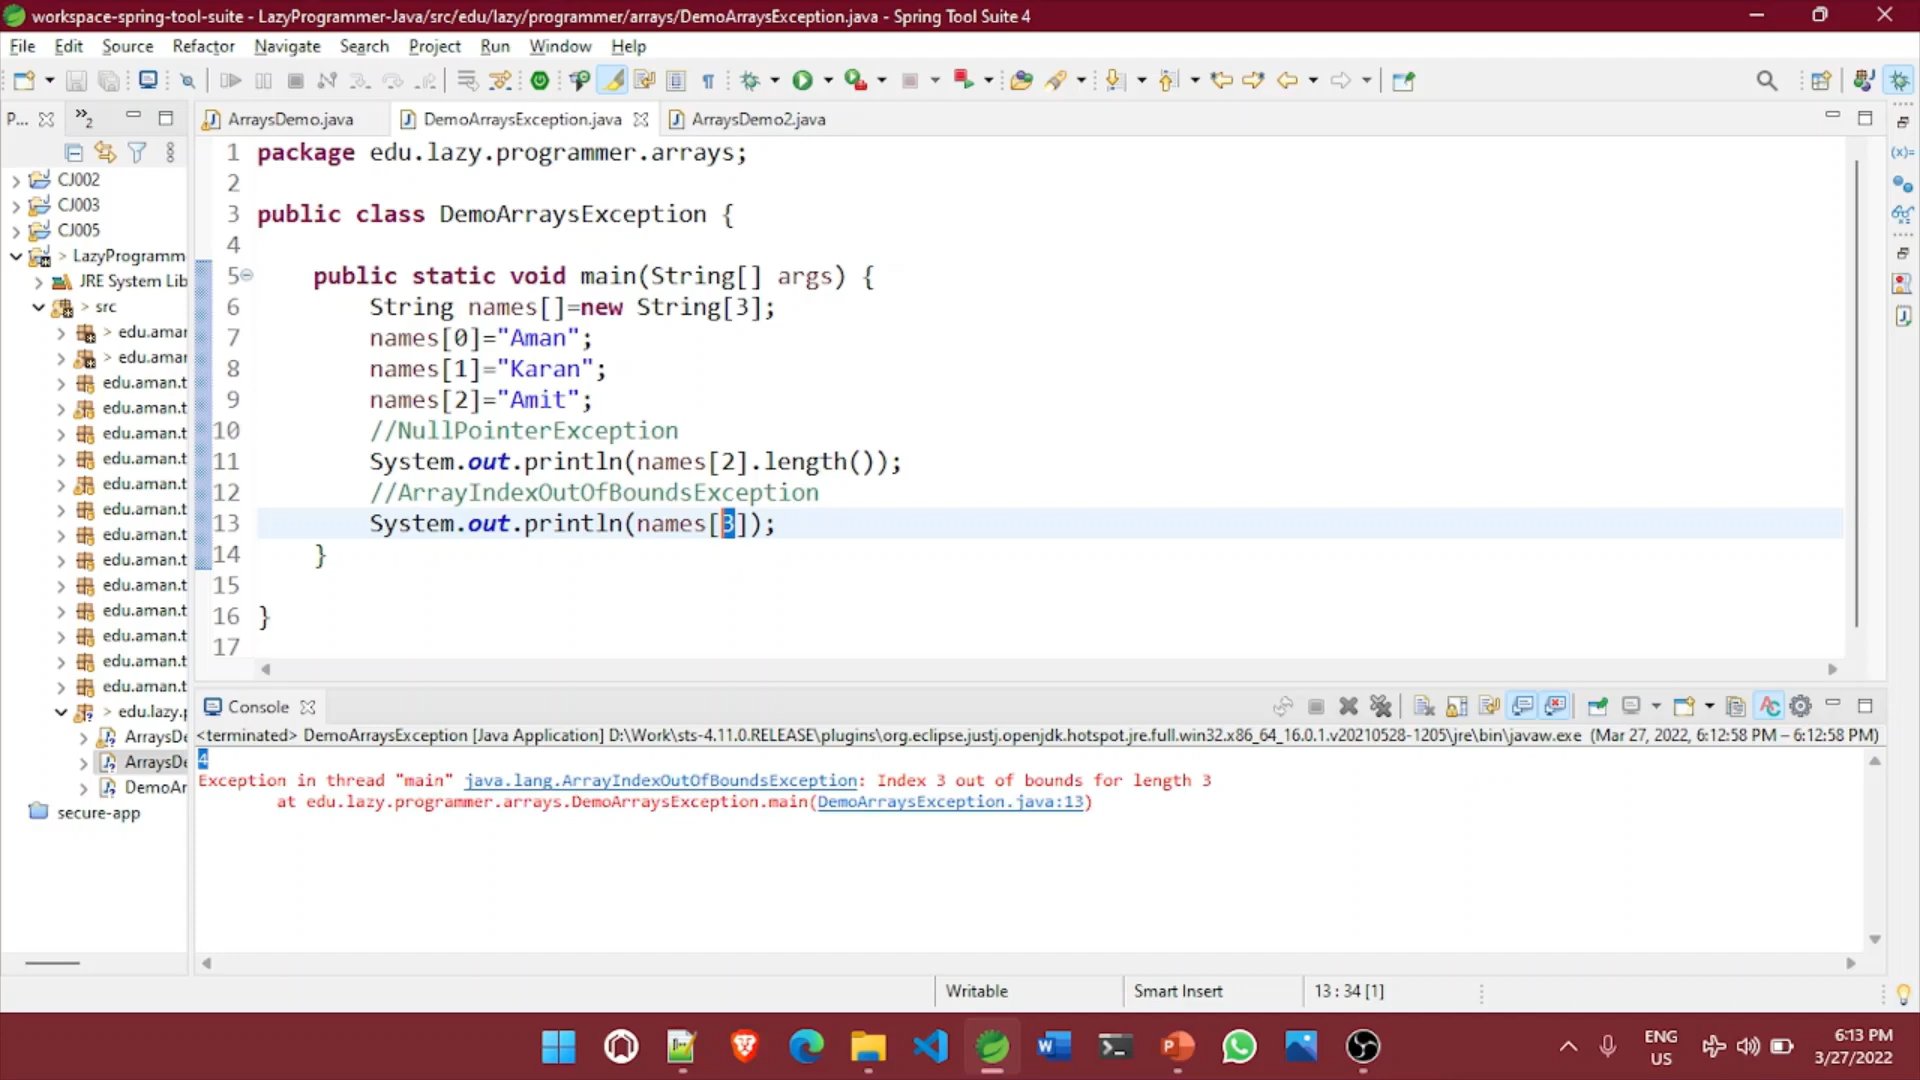 workspace-spring-tool-suite - LazyProgrammer-Java/src/edu/lazy/programmer/arrays/DemoArraysException.java - Spring Tool Suite 4
File Edit Source Refactor Navigate Search Project Run Window Help
P... »2 ArraysDemo.java DemoArraysException.java ArraysDemo2.java
1 package edu.lazy.programmer.arrays;
2
3 public class DemoArraysException {
4
5 public static void main(String[] args) {
6 String names[]=new String[3];
7 names[0]="Aman";
8 names[1]="Karan";
9 names[2]="Amit";
10 //NullPointerException
11 System.out.println(names[2].length());
12 //ArrayIndexOutOfBoundsException
13 System.out.println(names[3]);
14 }
15
16 }
17
CJ002
CJ003
CJ005
> LazyProgramm
JRE System Lib
> src
> edu.aman
> edu.aman
edu.aman.t
edu.aman.t
edu.aman.t
edu.aman.t
edu.aman.t
edu.aman.t
edu.aman.t
edu.aman.t
edu.aman.t
edu.aman.t
edu.aman.t
edu.aman.t
edu.aman.t
> edu.lazy.p
ArraysDe
ArraysDe
DemoAr
secure-app
Console
<terminated> DemoArraysException [Java Application] D:\Work\sts-4.11.0.RELEASE\plugins\org.eclipse.justj.openjdk.hotspot.jre.full.win32.x86_64_16.0.1.v20210528-1205\jre\bin\javaw.exe (Mar 27, 2022, 6:12:58 PM – 6:12:58 PM)
4
Exception in thread "main" java.lang.ArrayIndexOutOfBoundsException: Index 3 out of bounds for length 3
at edu.lazy.programmer.arrays.DemoArraysException.main(DemoArraysException.java:13)
Writable Smart Insert 13 : 34 [1]
ENG
US
6:13 PM
3/27/2022